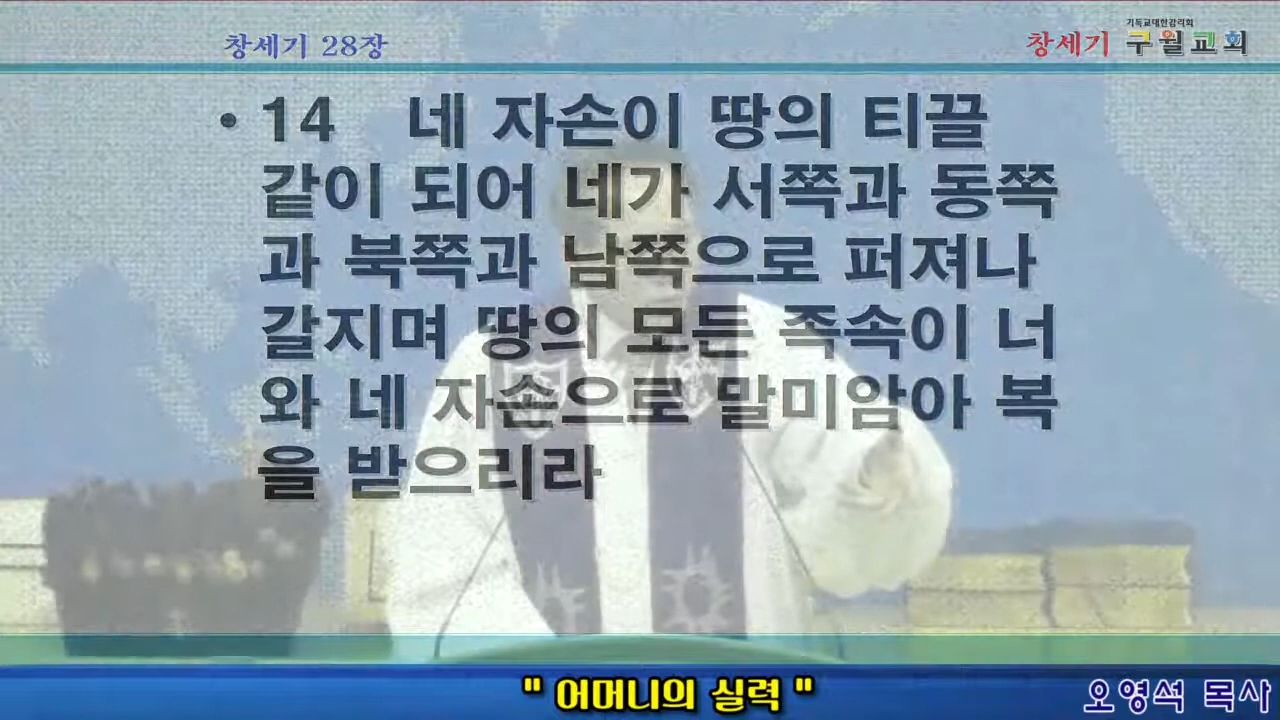 창세기 28장
기독교대한감리회
창세기 구월교회
• 14 네 자손이 땅의 티끌
같이 되어 네가 서쪽과 동쪽
과 북쪽과 남쪽으로 퍼져나
갈지며 땅의 모든 족속이 너
와 네 자손으로 말미암아 복
을 받으리라
" 어머니의 실력 "
오영석 목사